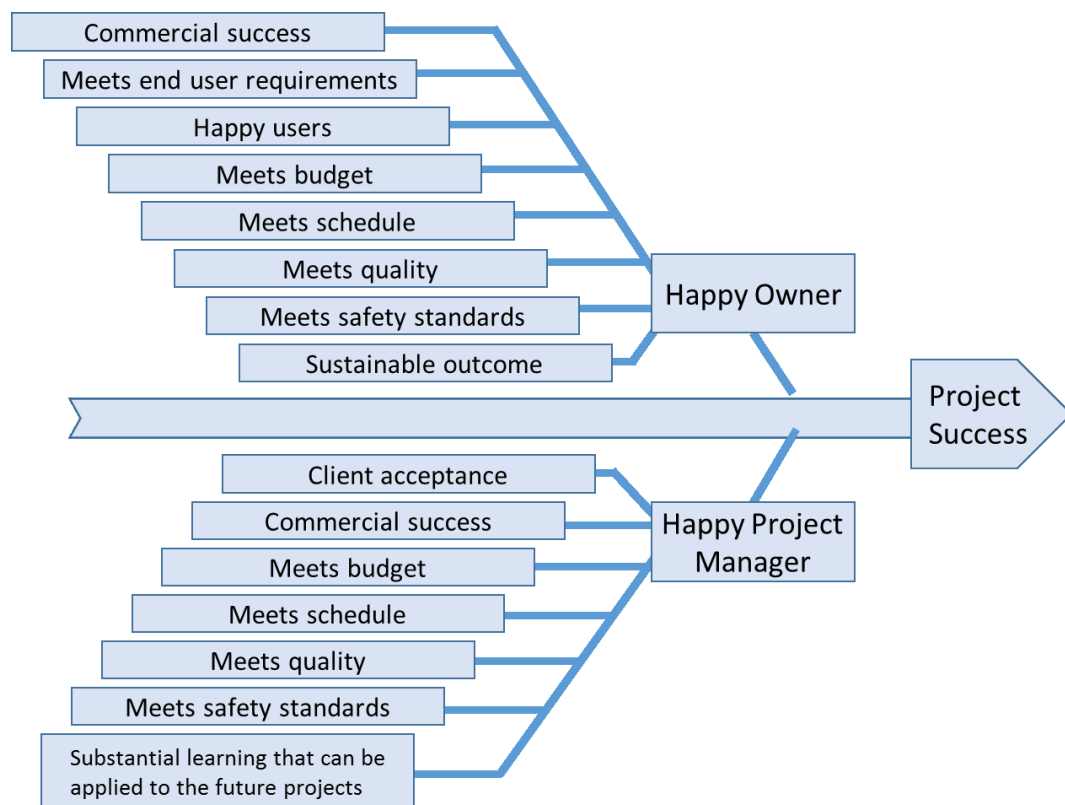 Commercial success
Meets end user requirements
Happy users
Meets budget
Meets schedule
Meets quality
Meets safety standards
Sustainable outcome
Happy Owner
Project
Success
Client acceptance
Commercial success
Meets budget
Meets schedule
Meets quality
Meets safety standards
Substantial learning that can be
applied to the future projects
Happy Project
Manager